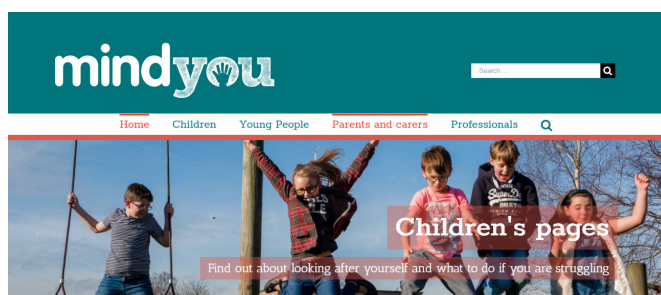 mindyou
Search ...
Home Children Young People Parents and carers Professionals
Children's pages
Find out about looking after yourself and what to do if you are struggling